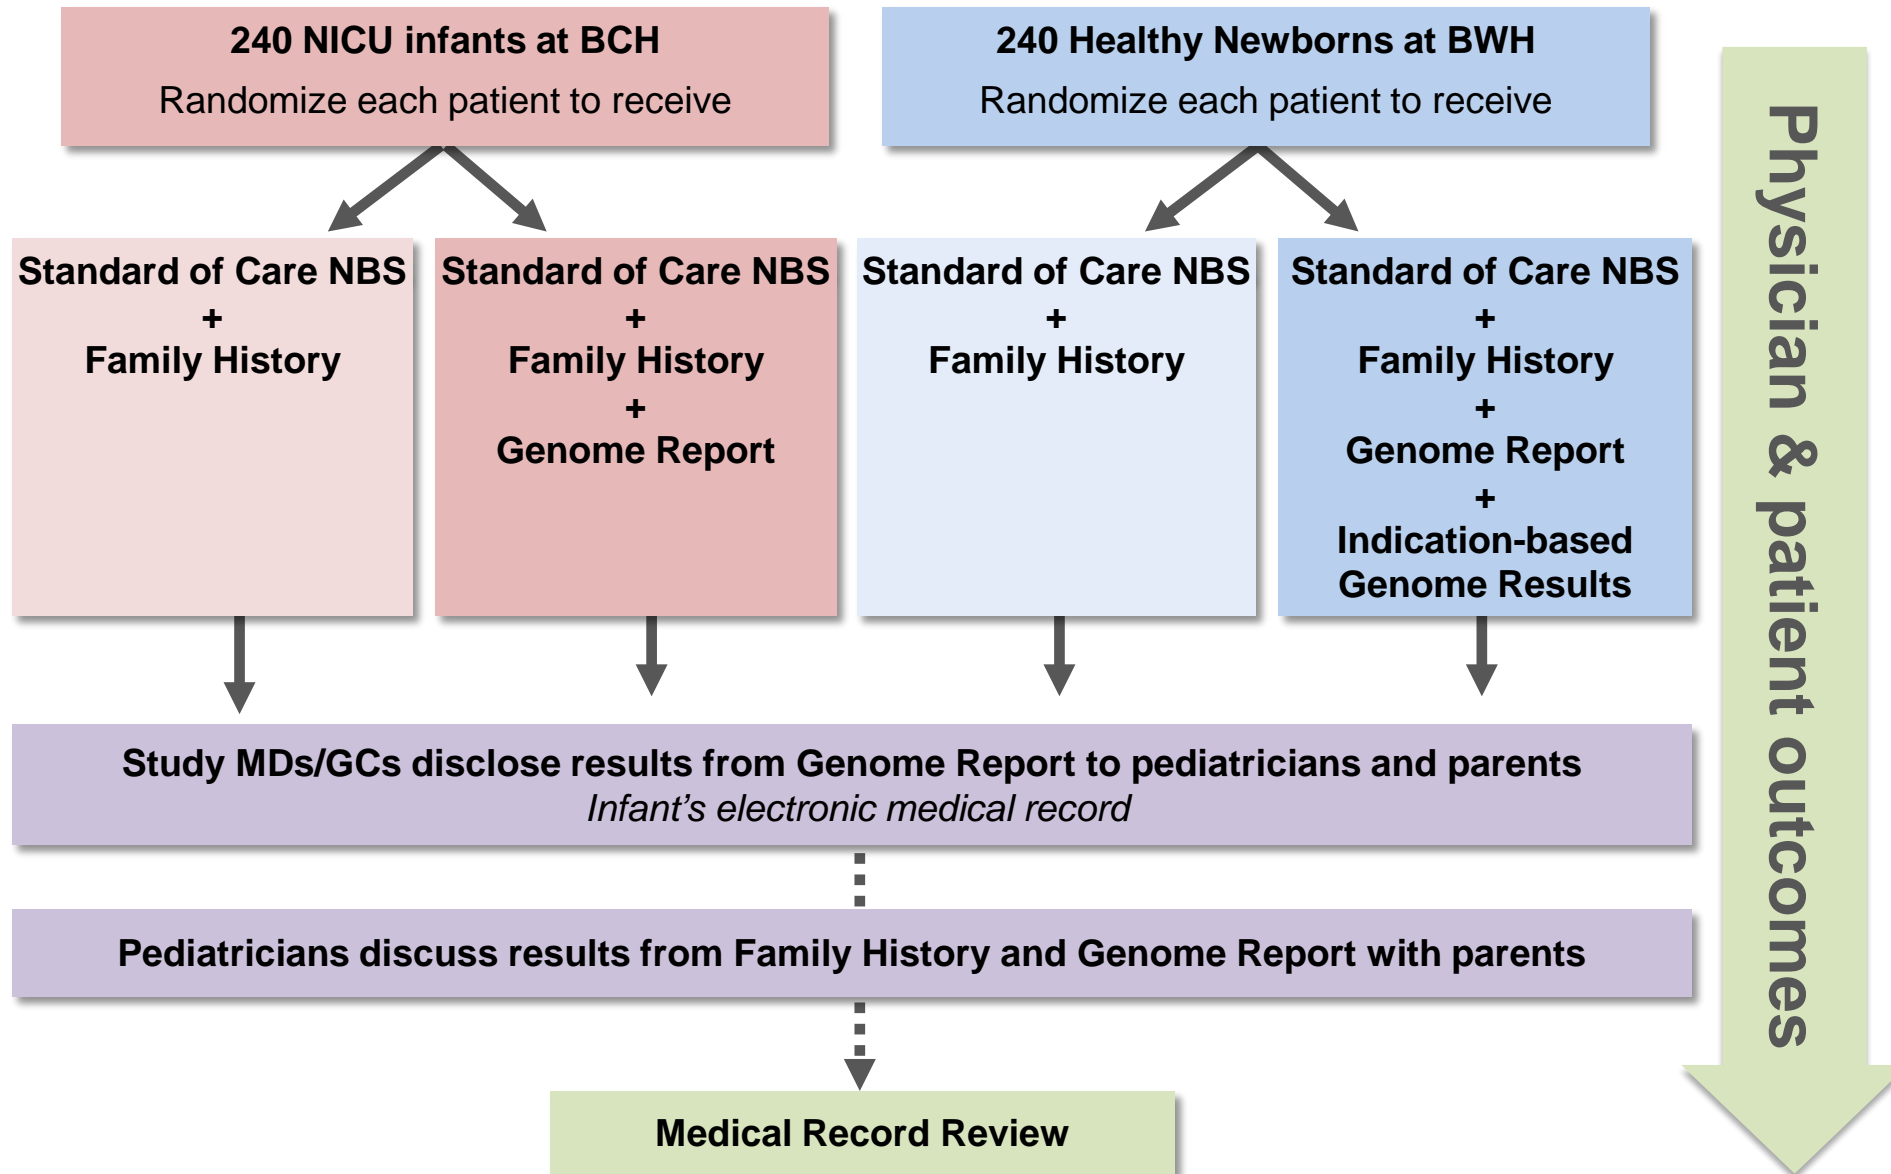 240 NICU infants at BCH
Randomize each patient to receive
240 Healthy Newborns at BWH
Randomize each patient to receive
Standard of Care NBS
+
Family History
Standard of Care NBS
+
Family History
+
Genome Report
Standard of Care NBS
+
Family History
Standard of Care NBS
+
Family History
+
Genome Report
+
Indication-based
Genome Results
Study MDs/GCs disclose results from Genome Report to pediatricians and parents
Infant's electronic medical record
Pediatricians discuss results from Family History and Genome Report with parents
Medical Record Review
Physician & patient outcomes